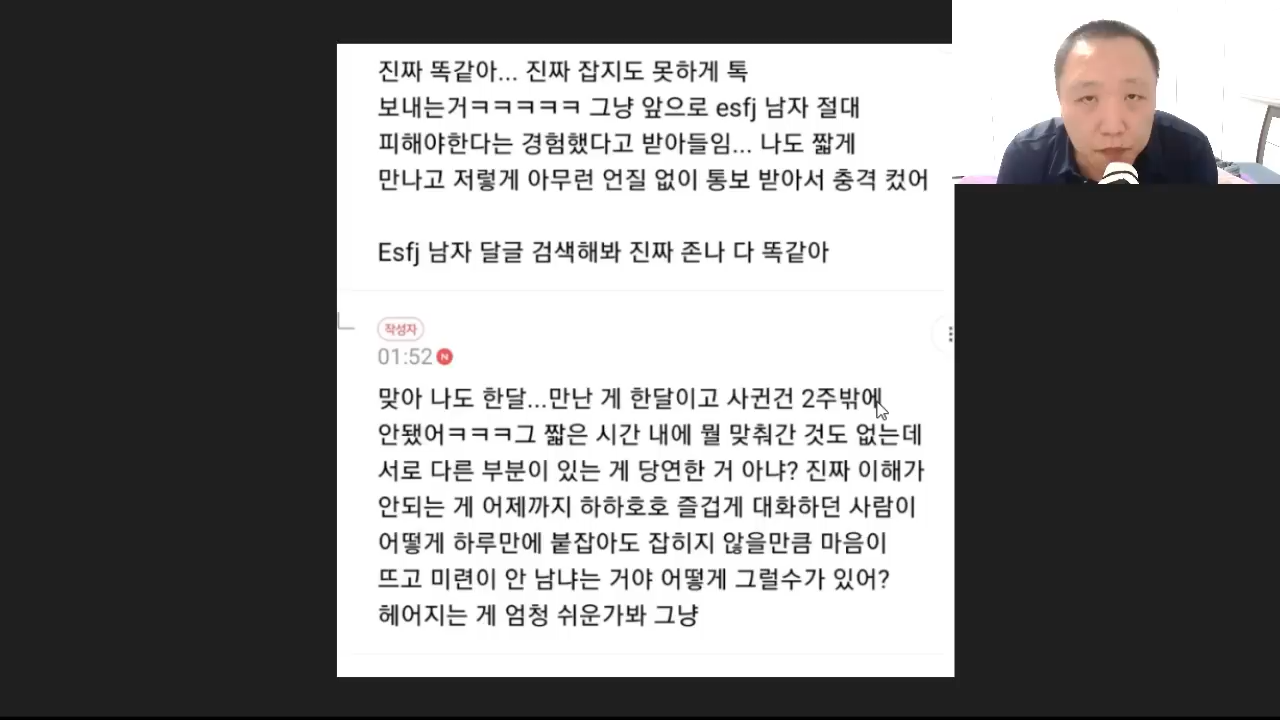 진짜 똑같아... 진짜 잡지도 못하게 톡
보내는거ㅋㅋㅋㅋㅋ 그냥 앞으로 esfj 남자 절대
피해야한다는 경험했다고 받아들임... 나도 짧게
만나고 저렇게 아무런 언질 없이 통보 받아서 충격 컸어
Esfj 남자 달글 검색해봐 진짜 존나 다 똑같아
작성자
01:52 N
맞아 나도 한달...만난 게 한달이고 사귄건 2주밖에
안됐어ㅋㅋㅋ그 짧은 시간 내에 뭘 맞춰간 것도 없는데
서로 다른 부분이 있는 게 당연한 거 아냐? 진짜 이해가
안되는 게 어제까지 하하호호 즐겁게 대화하던 사람이
어떻게 하루만에 붙잡아도 잡히지 않을만큼 마음이
뜨고 미련이 안 남냐는 거야 어떻게 그럴수가 있어?
헤어지는 게 엄청 쉬운가봐 그냥